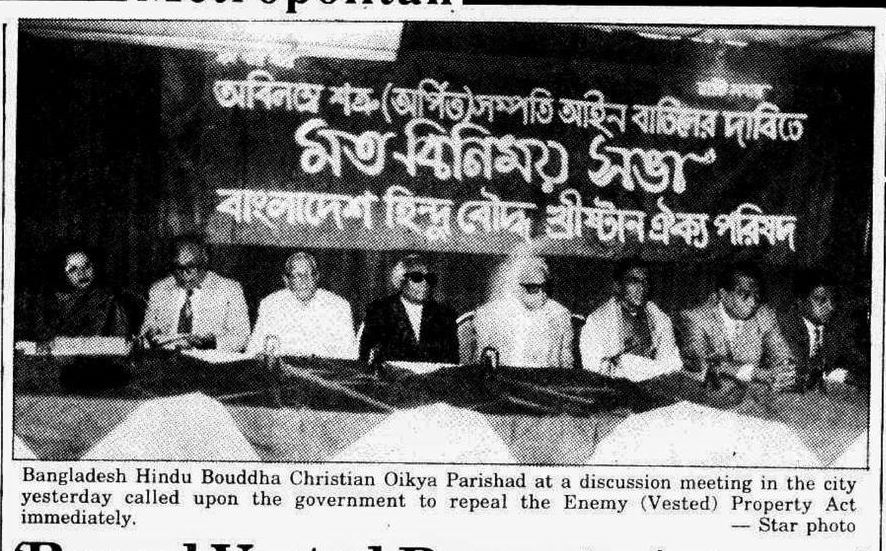 Metropolitan
অবিলম্বে শত্রু (অর্পিত) সম্পত্তি আইন বাতিলের দাবিতে
মত বিনিময় সভা
বাংলাদেশ হিন্দু বৌদ্ধ খ্রীষ্টান ঐক্য পরিষদ
Bangladesh Hindu Bouddha Christian Oikya Parishad at a discussion meeting in the city
yesterday called upon the government to repeal the Enemy (Vested) Property Act
immediately.
— Star photo